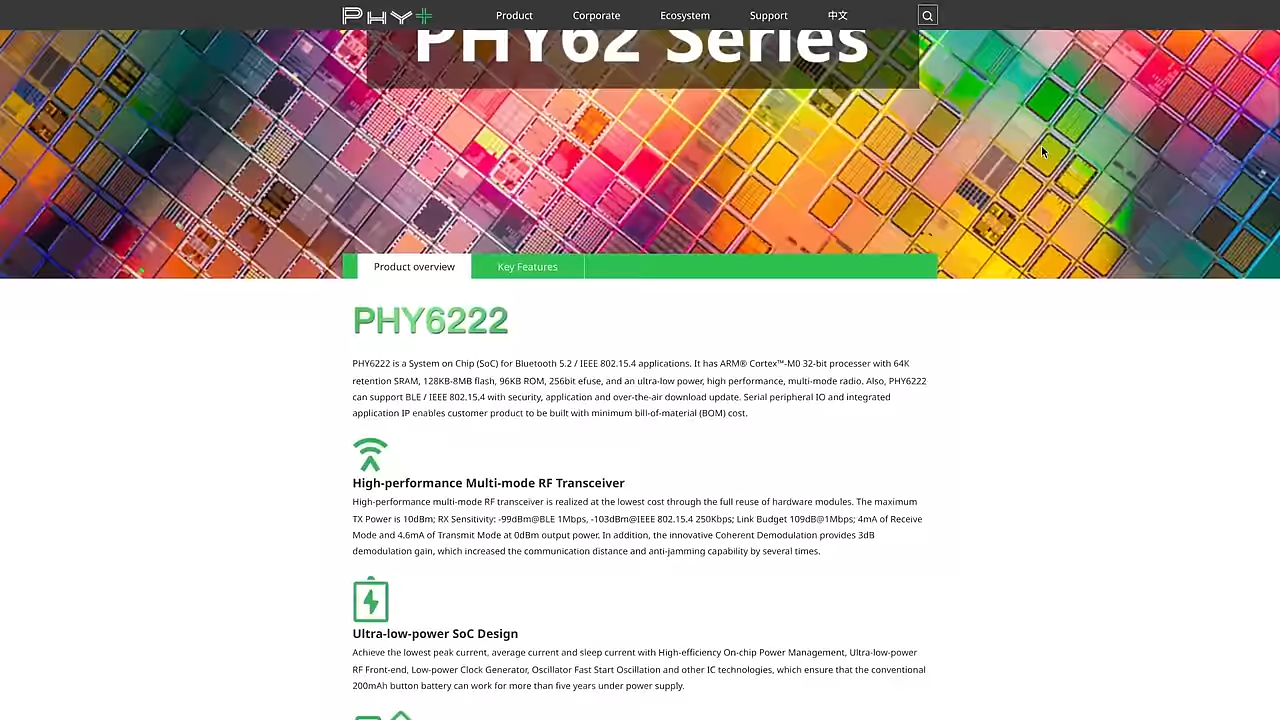 PHY+
Product
Corporate
Ecosystem
Support
中文
PHY62 Series
Product overview
Key Features
PHY6222
PHY6222 is a System on Chip (SoC) for Bluetooth 5.2 / IEEE 802.15.4 applications. It has ARM® Cortex™-M0 32-bit processer with 64K
retention SRAM, 128KB-8MB flash, 96KB ROM, 256bit efuse, and an ultra-low power, high performance, multi-mode radio. Also, PHY6222
can support BLE / IEEE 802.15.4 with security, application and over-the-air download update. Serial peripheral IO and integrated
application IP enables customer product to be built with minimum bill-of-material (BOM) cost.
High-performance Multi-mode RF Transceiver
High-performance multi-mode RF transceiver is realized at the lowest cost through the full reuse of hardware modules. The maximum
TX Power is 10dBm; RX Sensitivity: -99dBm@BLE 1Mbps, -103dBm@IEEE 802.15.4 250Kbps; Link Budget 109dB@1Mbps; 4mA of Receive
Mode and 4.6mA of Transmit Mode at 0dBm output power. In addition, the innovative Coherent Demodulation provides 3dB
demodulation gain, which increased the communication distance and anti-jamming capability by several times.
Ultra-low-power SoC Design
Achieve the lowest peak current, average current and sleep current with High-efficiency On-chip Power Management, Ultra-low-power
RF Front-end, Low-power Clock Generator, Oscillator Fast Start Oscillation and other IC technologies, which ensure that the conventional
200mAh button battery can work for more than five years under power supply.